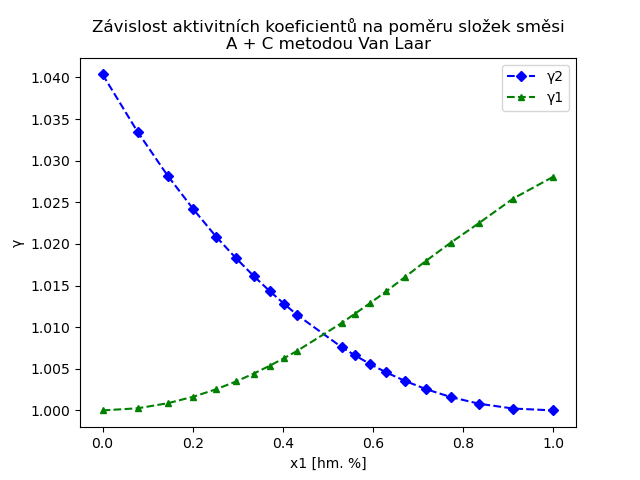 Závislost aktivitních koeficientů na poměru složek směsi
A + C metodou Van Laar
γ2
γ1
1.040
1.035
1.030
1.025
1.020
1.015
1.010
1.005
1.000
γ
0.0 0.2 0.4 0.6 0.8 1.0
x1 [hm. %]